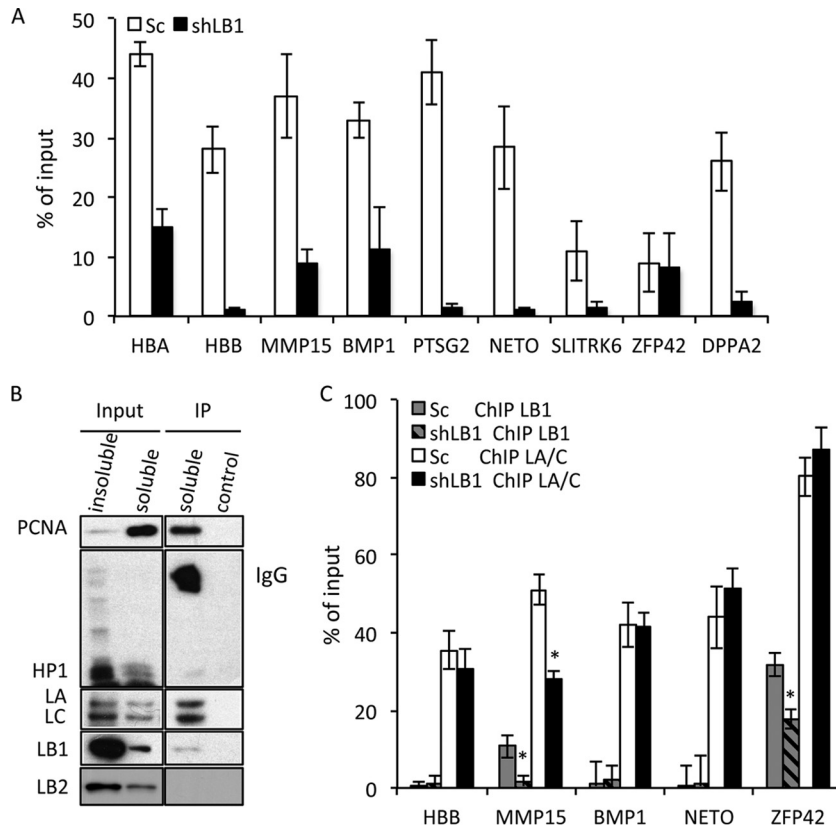 A
Sc shLB1
% of input
50
40
30
20
10
0
HBA HBB MMP15 BMP1 PTSG2 NETO SLITRK6 ZFP42 DPPA2
B
Input IP
insoluble soluble soluble control
PCNA
IgG
HP1
LA
LC
LB1
LB2
C
Sc ChIP LB1
shLB1 ChIP LB1
Sc ChIP LA/C
shLB1 ChIP LA/C
% of input
100
80
60
40
20
0
* * *
HBB MMP15 BMP1 NETO ZFP42